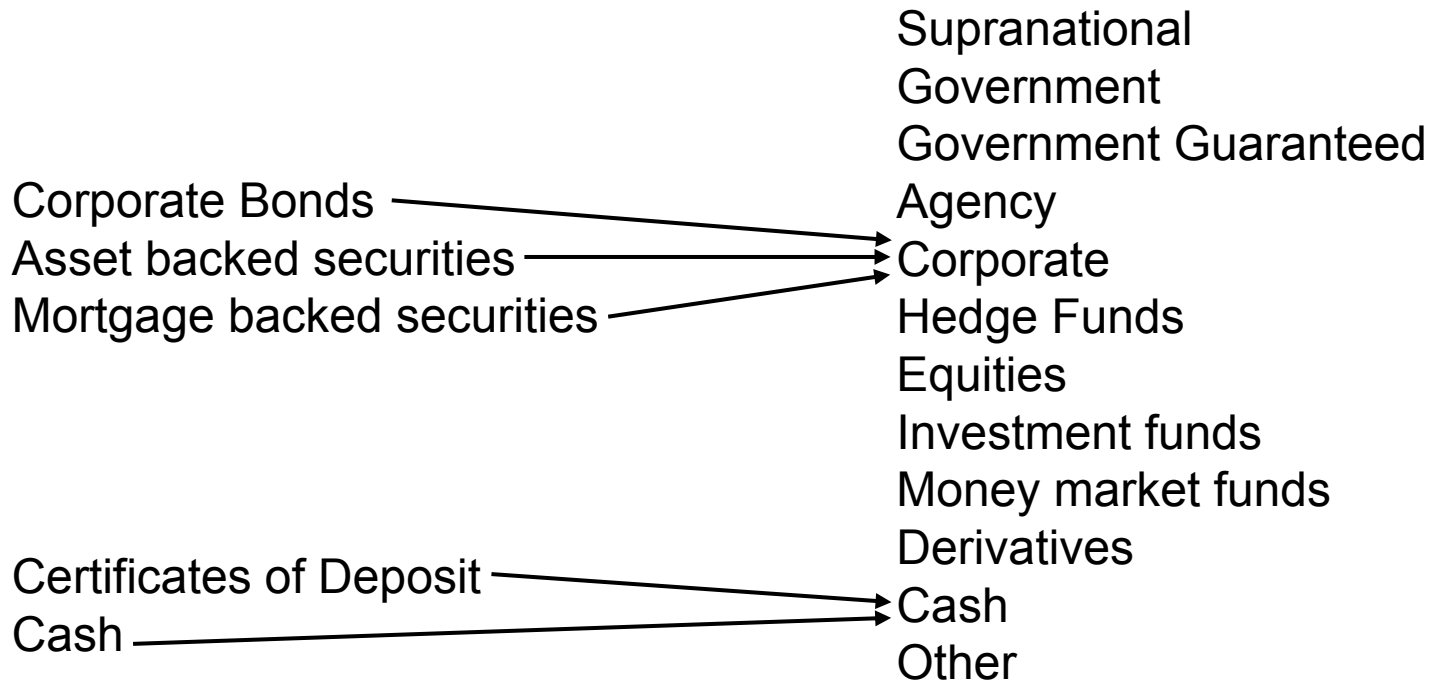 Supranational
Government
Government Guaranteed
Agency
Corporate
Hedge Funds
Equities
Investment funds
Money market funds
Derivatives
Cash
Other
Corporate Bonds
Asset backed securities
Mortgage backed securities
Certificates of Deposit
Cash